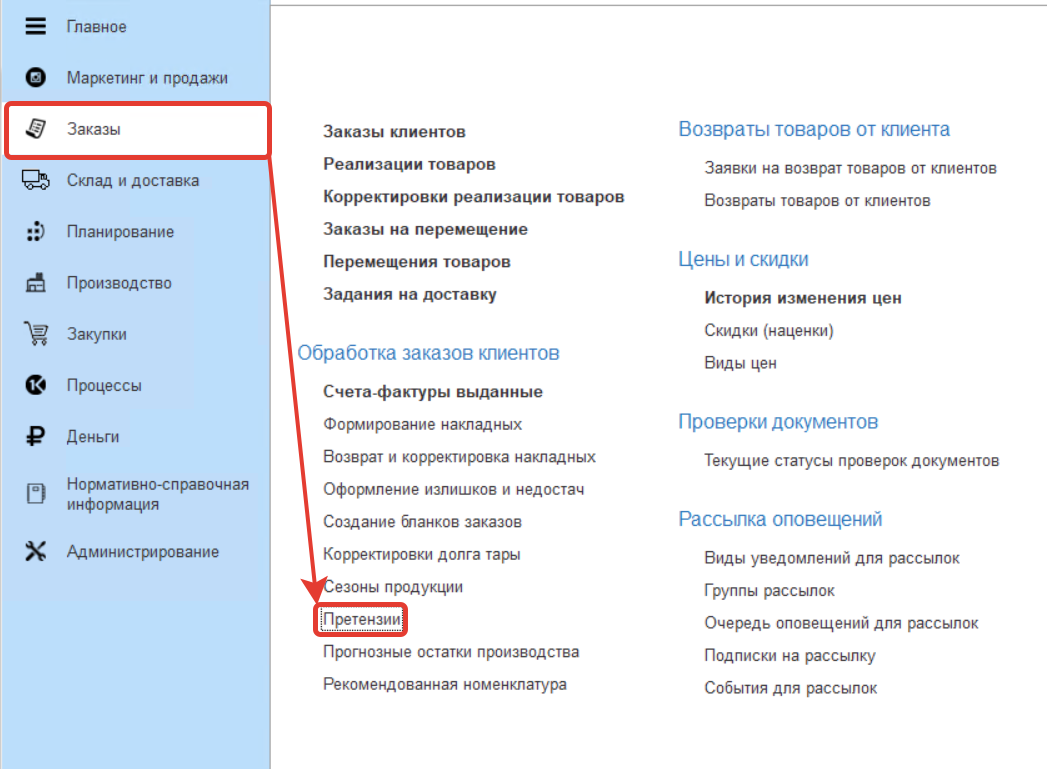 Главное
Маркетинг и продажи
Заказы
Склад и доставка
Планирование
Производство
Закупки
Процессы
Деньги
Нормативно-справочная
информация
Администрирование
Заказы клиентов
Реализации товаров
Корректировки реализации товаров
Заказы на перемещение
Перемещения товаров
Задания на доставку
Обработка заказов клиентов
Счета-фактуры выданные
Формирование накладных
Возврат и корректировка накладных
Оформление излишков и недостач
Создание бланков заказов
Корректировки долга тары
Сезоны продукции
Претензии
Прогнозные остатки производства
Рекомендованная номенклатура
Возвраты товаров от клиента
Заявки на возврат товаров от клиентов
Возвраты товаров от клиентов
Цены и скидки
История изменения цен
Скидки (наценки)
Виды цен
Проверки документов
Текущие статусы проверок документов
Рассылка оповещений
Виды уведомлений для рассылок
Группы рассылок
Очередь оповещений для рассылок
Подписки на рассылку
События для рассылок